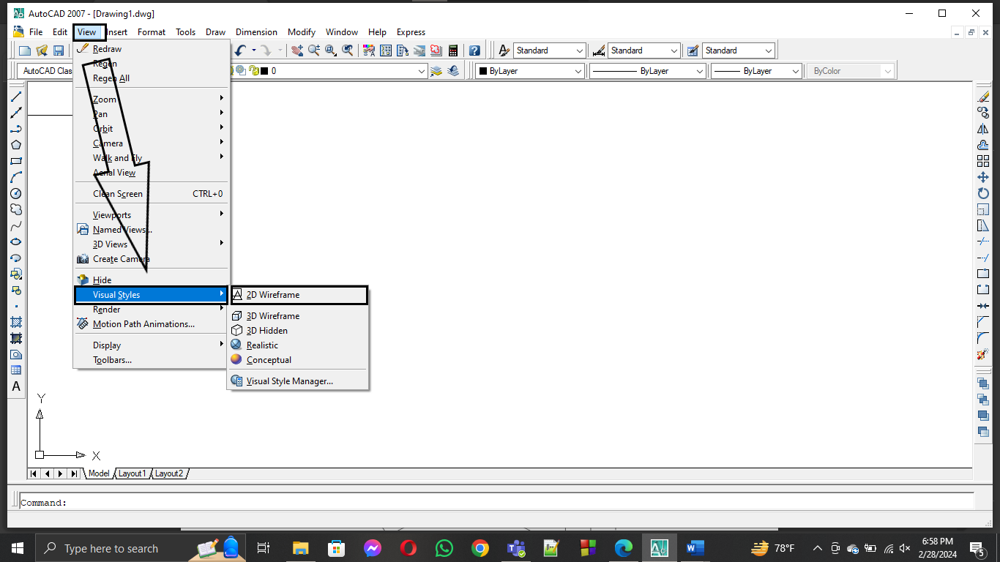 AutoCAD 2007 - [Drawing1.dwg]
File Edit View Insert Format Tools Draw Dimension Modify Window Help Express
Redraw
Standard Standard Standard
Regen
AutoCAD Clas
0 ByLayer ByLayer ByLayer ByColor
Regen All
Zoom
Pan
Orbit
Camera
Walk and Fly
Aerial View
Clean Screen CTRL+0
Viewports
Named Views...
3D Views
Create Camera
Hide
Visual Styles 2D Wireframe
Render
3D Wireframe
Motion Path Animations...
3D Hidden
Display Realistic
Toolbars... Conceptual
Visual Style Manager...
A
Y
X
Model Layout1 Layout2
Command:
Type here to search
78°F
6:58 PM
2/28/2024
5